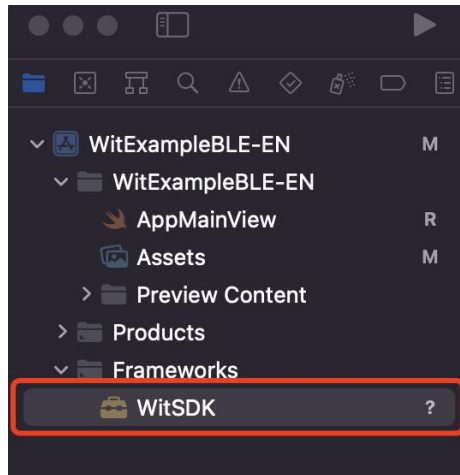 WitExampleBLE-EN M
WitExampleBLE-EN
AppMainView R
Assets M
Preview Content
Products
Frameworks
WitSDK ?